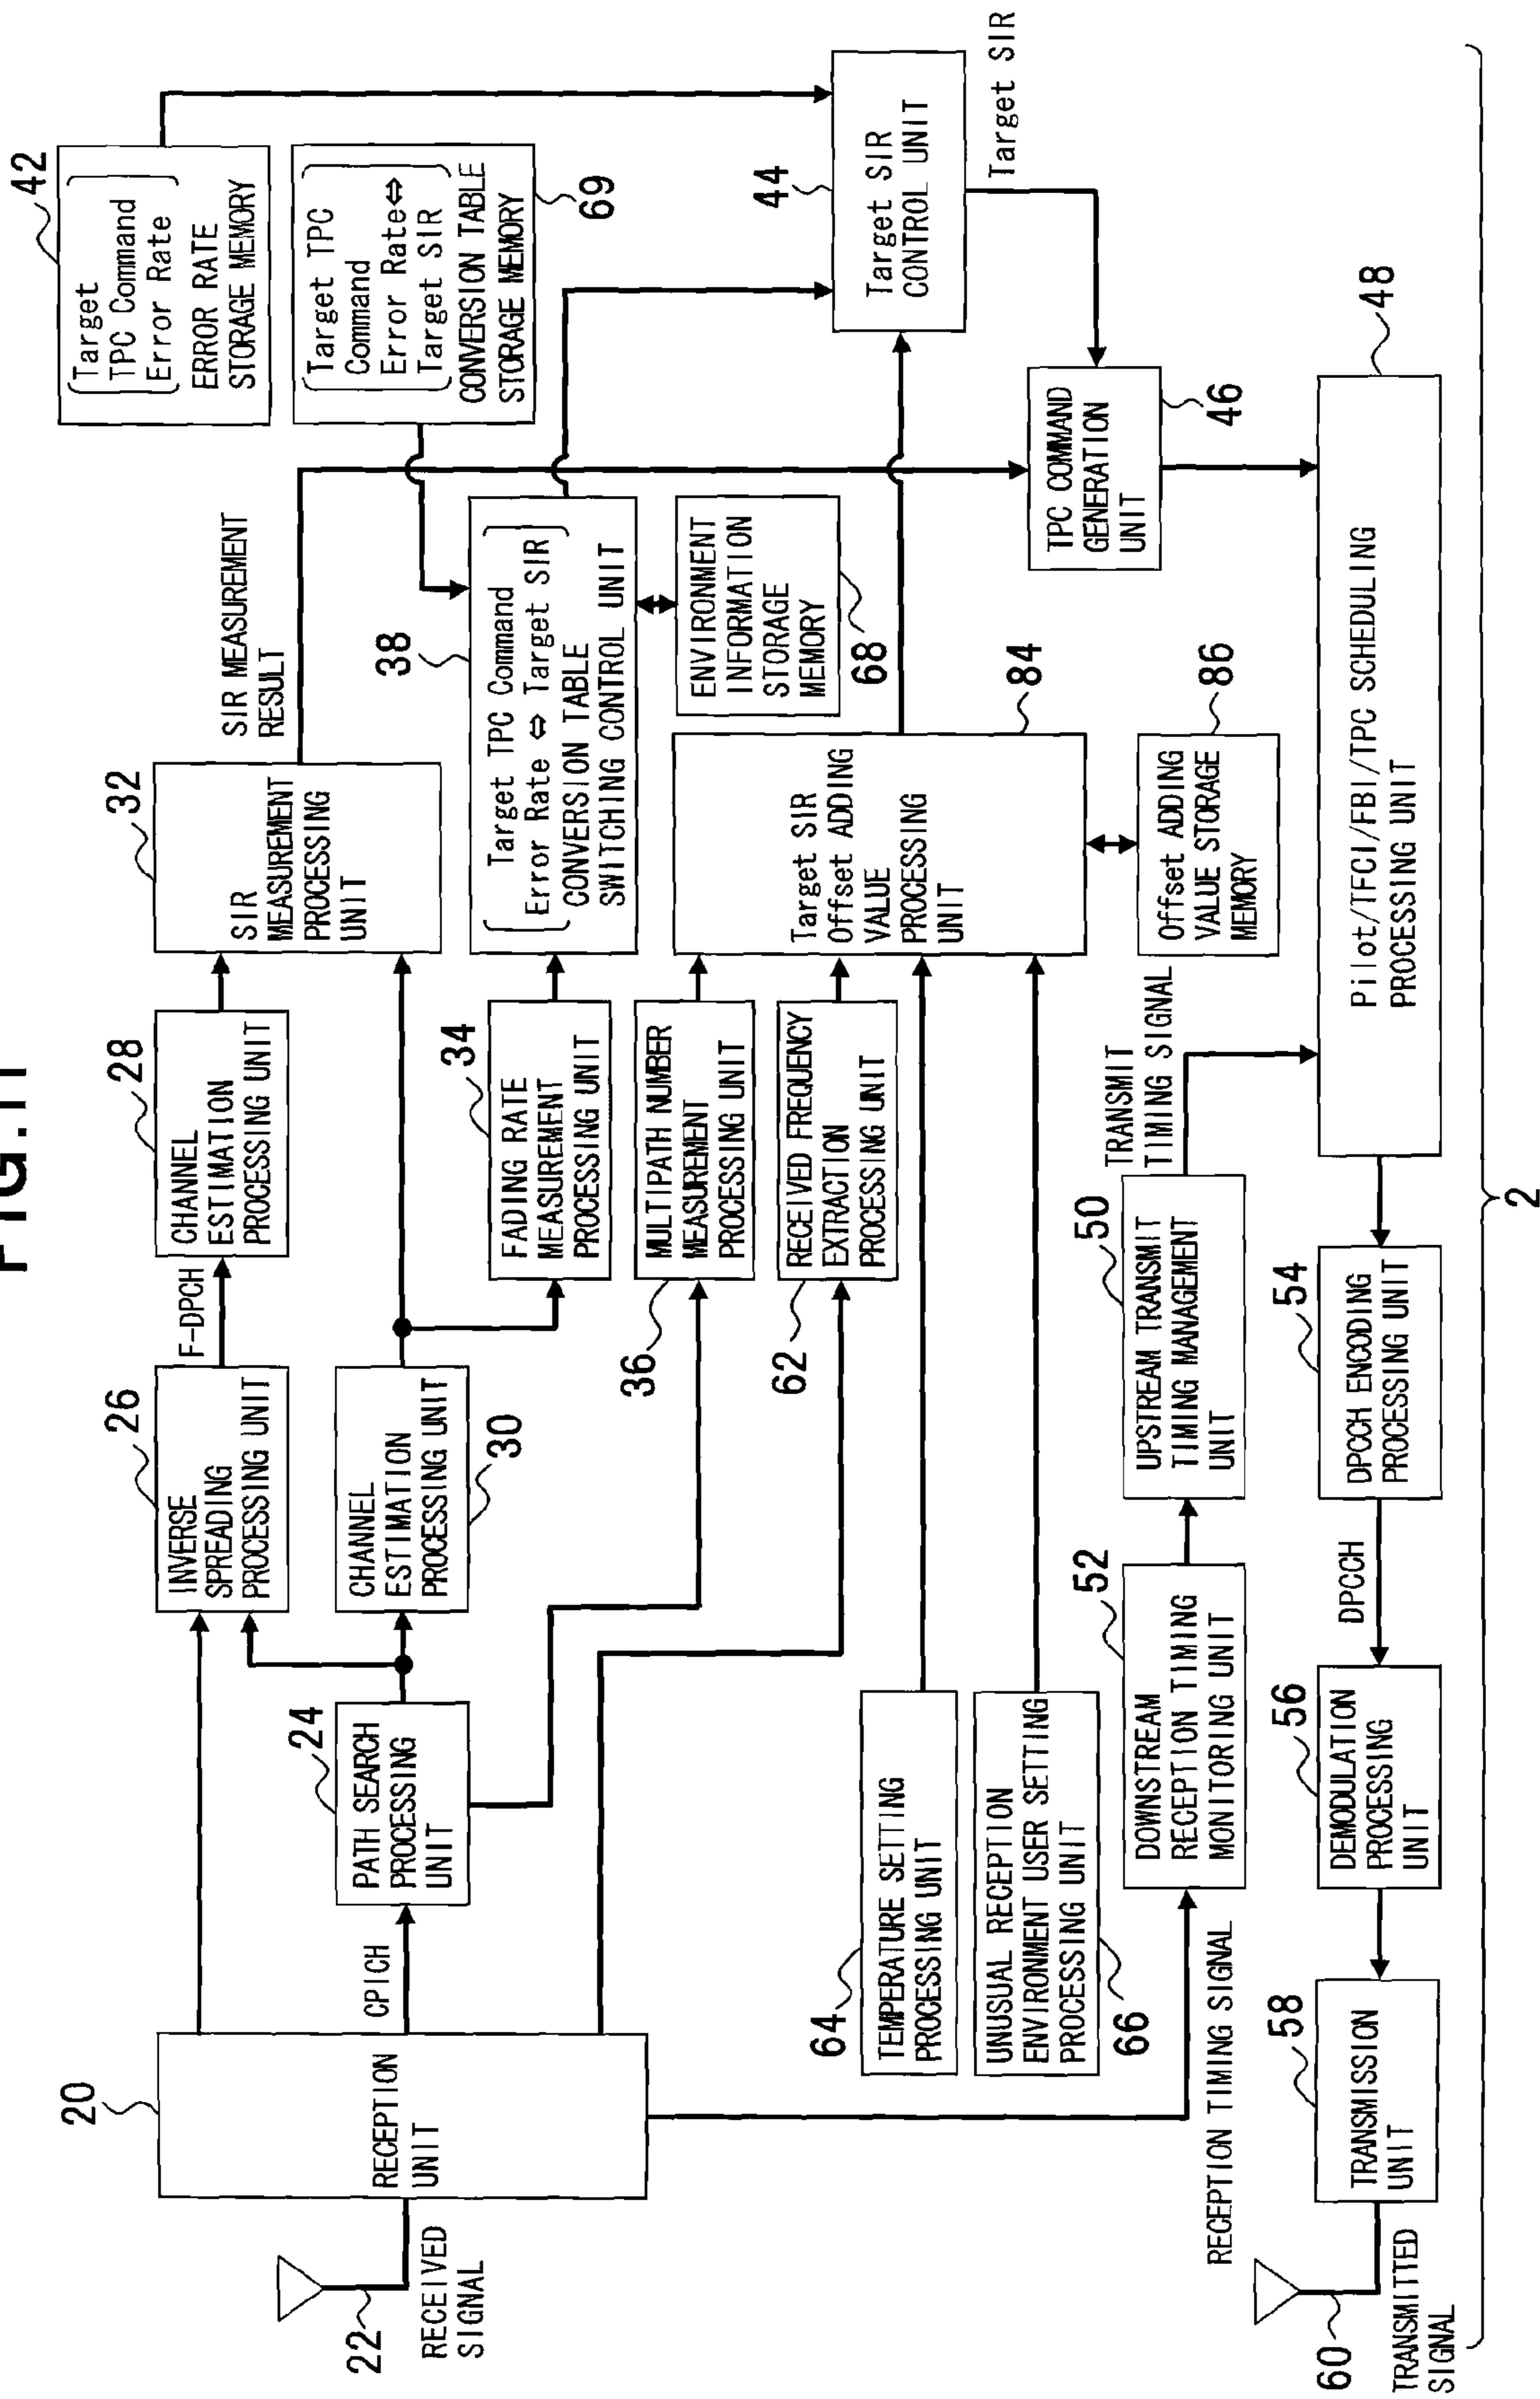 FIG.11
20
RECEPTION
UNIT
22
RECEIVED
SIGNAL
CPICH
24
PATH SEARCH
PROCESSING
UNIT
26
INVERSE
SPREADING
PROCESSING UNIT
F-DPCH
28
CHANNEL
ESTIMATION
PROCESSING UNIT
30
CHANNEL
ESTIMATION
PROCESSING UNIT
32
SIR
MEASUREMENT
PROCESSING
UNIT
SIR MEASUREMENT
RESULT
34
FADING RATE
MEASUREMENT
PROCESSING UNIT
36
MULTIPATH NUMBER
MEASUREMENT
PROCESSING UNIT
62
RECEIVED FREQUENCY
EXTRACTION
PROCESSING UNIT
38
Target TPC Command
Error Rate ⇔ Target SIR
CONVERSION TABLE
SWITCHING CONTROL UNIT
42
Target
TPC Command
Error Rate
ERROR RATE
STORAGE MEMORY
Target TPC
Command
Error Rate⇔
Target SIR
CONVERSION TABLE
STORAGE MEMORY
69
ENVIRONMENT
INFORMATION
STORAGE
MEMORY
68
44
Target SIR
CONTROL UNIT
Target SIR
64
TEMPERATURE SETTING
PROCESSING UNIT
UNUSUAL RECEPTION
ENVIRONMENT USER SETTING
PROCESSING UNIT
66
Target SIR
Offset ADDING
VALUE
PROCESSING
UNIT
84
Offset ADDING
VALUE STORAGE
MEMORY
86
TPC COMMAND
GENERATION
UNIT
46
RECEPTION TIMING SIGNAL
52
DOWNSTREAM
RECEPTION TIMING
MONITORING UNIT
50
UPSTREAM TRANSMIT
TIMING MANAGEMENT
UNIT
TRANSMIT
TIMING SIGNAL
Pilot/TFCI/FBI/TPC SCHEDULING
PROCESSING UNIT
48
54
DPCCH ENCODING
PROCESSING UNIT
DPCCH
56
DEMODULATION
PROCESSING
UNIT
58
TRANSMISSION
UNIT
60
TRANSMITTED
SIGNAL
2